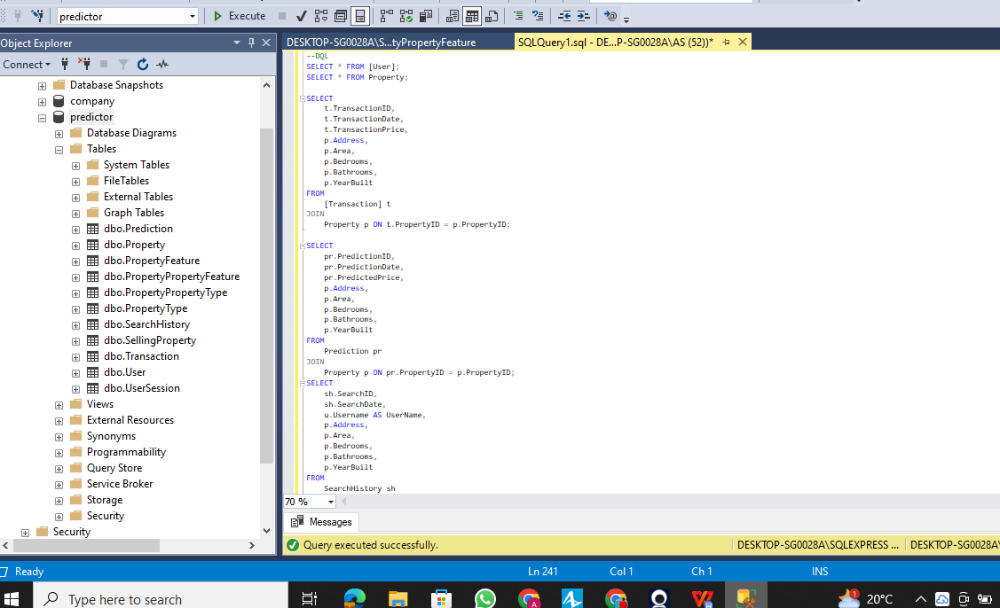 predictor
Execute
Object Explorer
DESKTOP-SG0028A\S...tyPropertyFeature
SQLQuery1.sql - DE...P-SG0028A\AS (52))*
Connect
Database Snapshots
company
predictor
Database Diagrams
Tables
System Tables
FileTables
External Tables
Graph Tables
dbo.Prediction
dbo.Property
dbo.PropertyFeature
dbo.PropertyPropertyFeature
dbo.PropertyPropertyType
dbo.PropertyType
dbo.SearchHistory
dbo.SellingProperty
dbo.Transaction
dbo.User
dbo.UserSession
Views
External Resources
Synonyms
Programmability
Query Store
Service Broker
Storage
Security
Security
--DQL
SELECT * FROM [User];
SELECT * FROM Property;
SELECT
t.TransactionID,
t.TransactionDate,
t.TransactionPrice,
p.Address,
p.Area,
p.Bedrooms,
p.Bathrooms,
p.YearBuilt
FROM
[Transaction] t
JOIN
Property p ON t.PropertyID = p.PropertyID;
SELECT
pr.PredictionID,
pr.PredictionDate,
pr.PredictedPrice,
p.Address,
p.Area,
p.Bedrooms,
p.Bathrooms,
p.YearBuilt
FROM
Prediction pr
JOIN
Property p ON pr.PropertyID = p.PropertyID;
SELECT
sh.SearchID,
sh.SearchDate,
u.Username AS UserName,
p.Address,
p.Area,
p.Bedrooms,
p.Bathrooms,
p.YearBuilt
FROM
SearchHistory sh
70 %
Messages
Query executed successfully.
DESKTOP-SG0028A\SQLEXPRESS ...
DESKTOP-SG0028A\
Ready
Ln 241
Col 1
Ch 1
INS
Type here to search
A
1
20°C